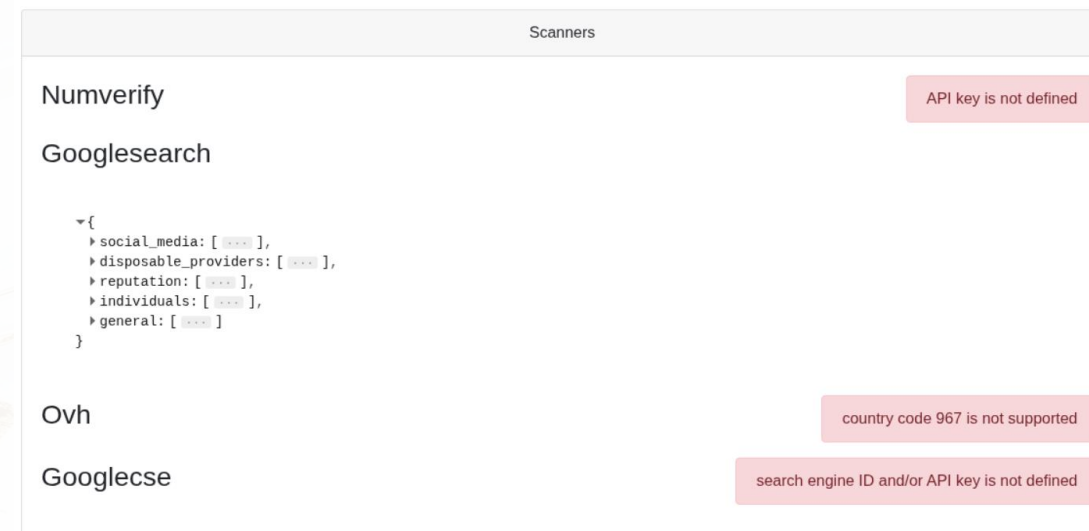 Scanners
Numverify
API key is not defined
Googlesearch
{
social_media: [ ... ],
disposable_providers: [ ... ],
reputation: [ ... ],
individuals: [ ... ],
general: [ ... ]
}
Ovh
country code 967 is not supported
Googlecse
search engine ID and/or API key is not defined